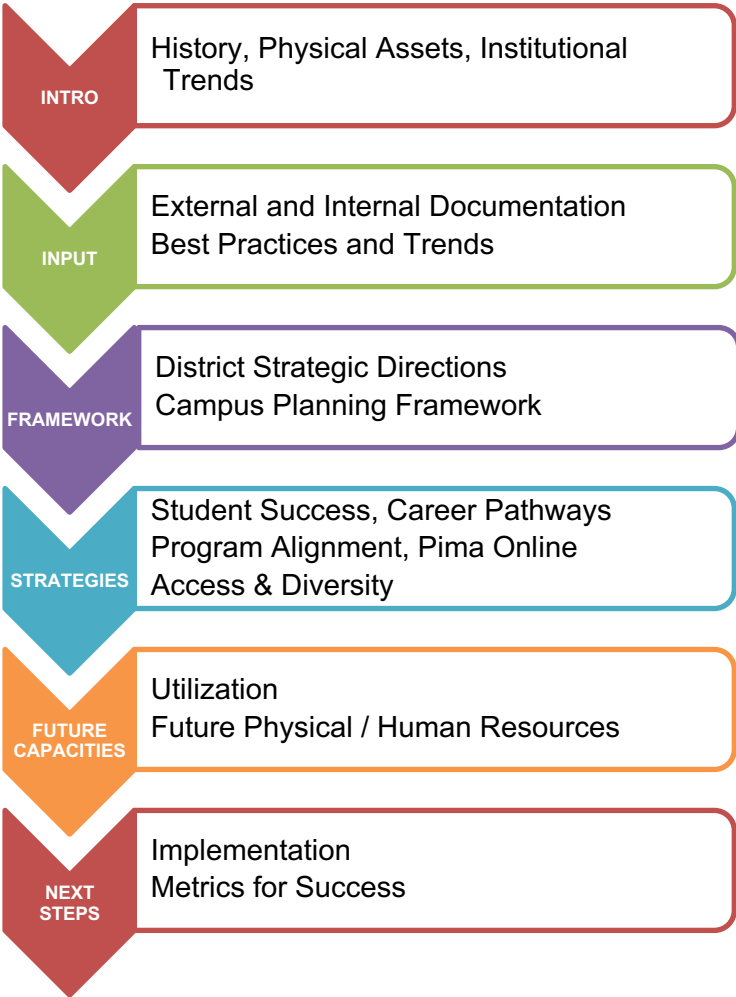 INTRO
History, Physical Assets, Institutional
Trends
INPUT
External and Internal Documentation
Best Practices and Trends
FRAMEWORK
District Strategic Directions
Campus Planning Framework
STRATEGIES
Student Success, Career Pathways
Program Alignment, Pima Online
Access & Diversity
FUTURE
CAPACITIES
Utilization
Future Physical / Human Resources
NEXT
STEPS
Implementation
Metrics for Success